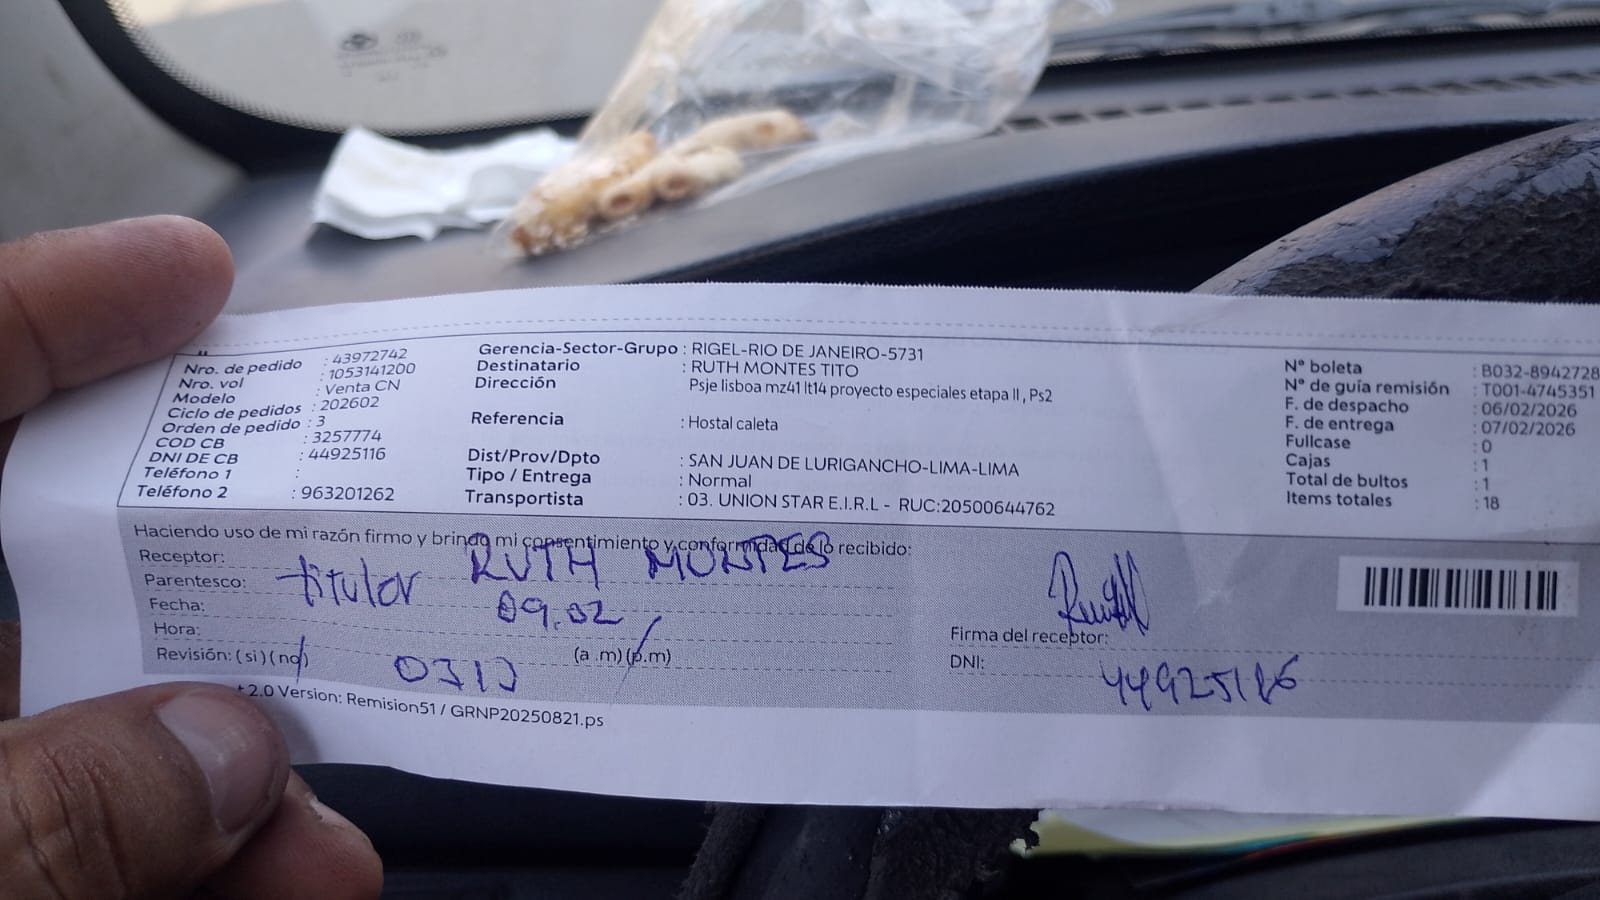 Nro. de pedido : 43972742
Nro. vol : 1053141200
Modelo : Venta CN
Ciclo de pedidos : 202602
Orden de pedido : 3
COD CB : 3257774
DNI DE CB : 44925116
Teléfono 1 :
Teléfono 2 : 963201262
Gerencia-Sector-Grupo : RIGEL-RIO DE JANEIRO-5731
Destinatario : RUTH MONTES TITO
Dirección Psje lisboa mz41 lt14 proyecto especiales etapa II , Ps2
Referencia : Hostal caleta
Dist/Prov/Dpto : SAN JUAN DE LURIGANCHO-LIMA-LIMA
Tipo / Entrega : Normal
Transportista : 03. UNION STAR E.I.R.L - RUC:20500644762
N° boleta : B032-8942728
N° de guía remisión : T001-4745351
F. de despacho : 06/02/2026
F. de entrega : 07/02/2026
Fullcase : 0
Cajas : 1
Total de bultos : 1
Items totales : 18
Haciendo uso de mi razón firmo y brindo mi consentimiento y conformidad de lo recibido:
Receptor: RUTH MONTES
Parentesco: titular
Fecha: 09.02
Hora: (a .m) (p.m)
Revisión: ( si ) ( no )
Firma del receptor:
DNI: 44925116
2.0 Version: Remision51 / GRNP20250821.ps